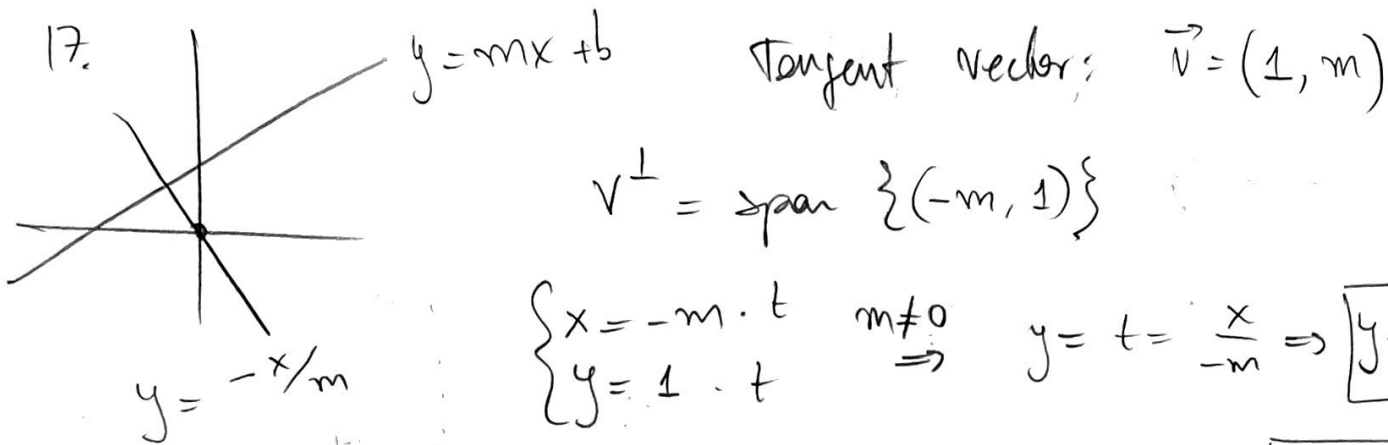 17.
y = mx + b Tangent vector: v⃗ = (1, m)
V⊥ = span {(-m, 1)}
{ x = -m · t m≠0 ⇒ y = t = x/-m ⇒ y
{ y = 1 · t
y = -x/m